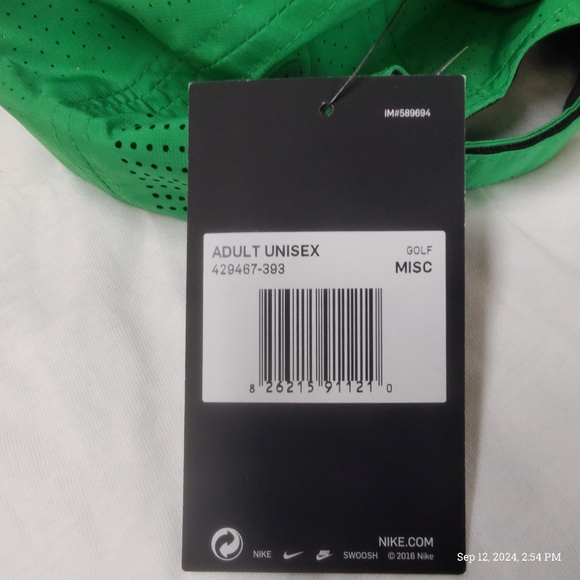 IM#589694
ADULT UNISEX
GOLF
429467-393
MISC
8 26215 91121 0
NIKE.COM
NIKE SWOOSH © 2016 Nike
Sep 12, 2024, 2:54 PM